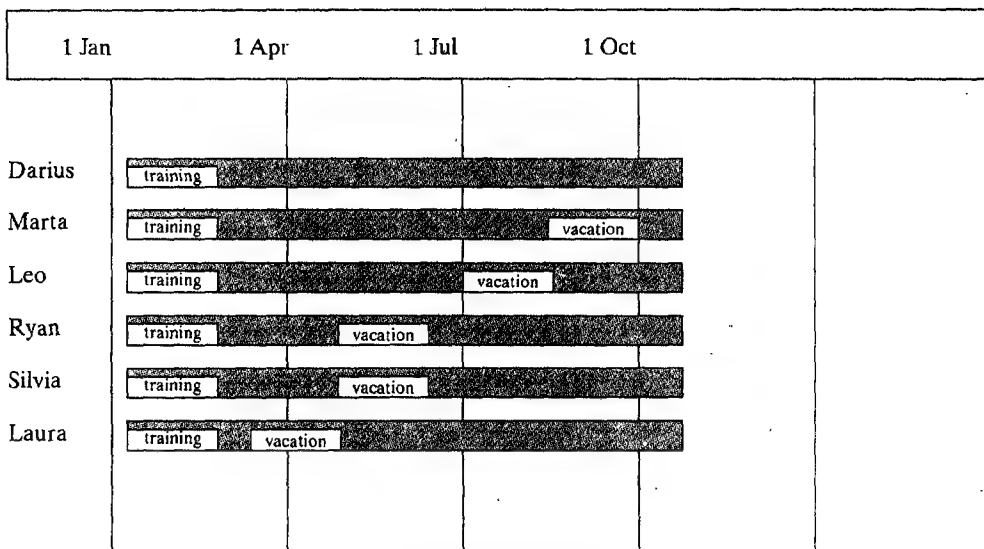 1 Jan 1 Apr 1 Jul 1 Oct
Darius training
Marta training vacation
Leo training vacation
Ryan training vacation
Silvia training vacation
Laura training vacation